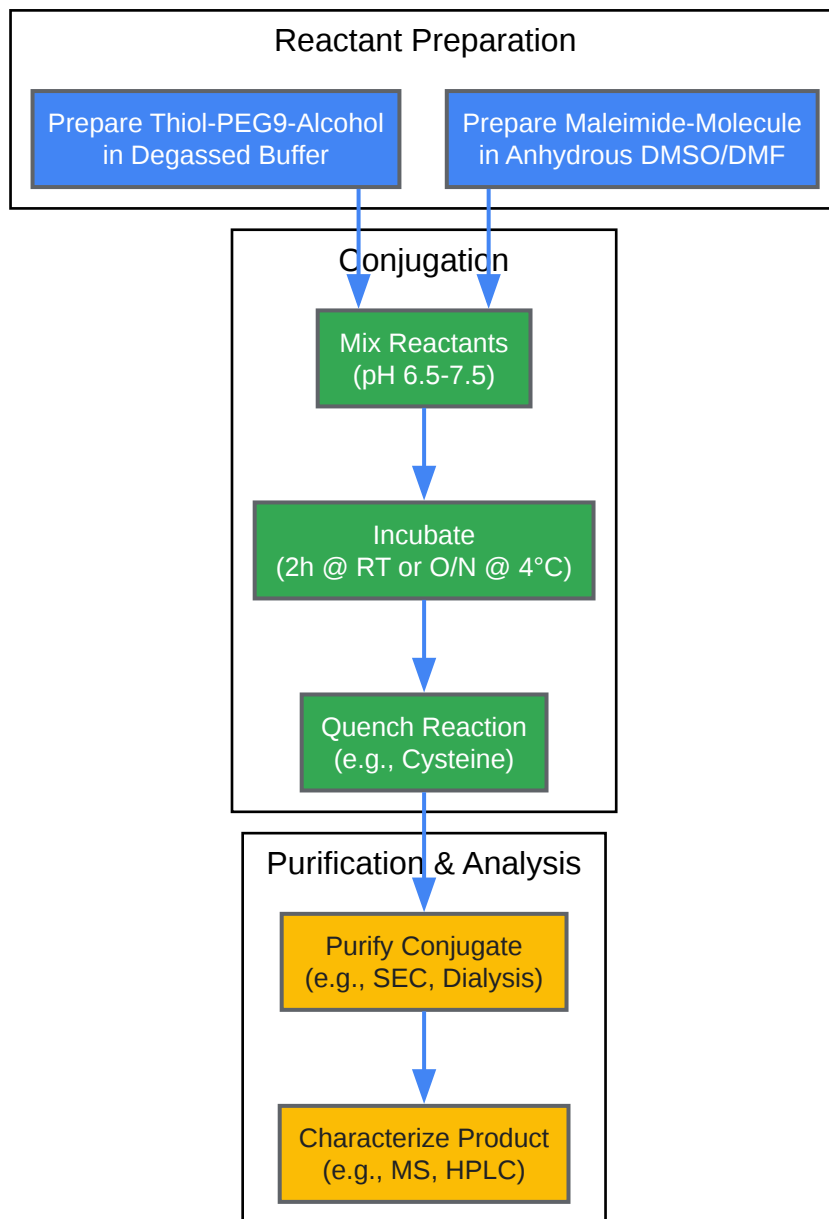 Reactant Preparation
Prepare Thiol-PEG9-Alcohol
in Degassed Buffer
Prepare Maleimide-Molecule
in Anhydrous DMSO/DMF
Conjugation
Mix Reactants
(pH 6.5-7.5)
Incubate
(2h @ RT or O/N @ 4°C)
Quench Reaction
(e.g., Cysteine)
Purification & Analysis
Purify Conjugate
(e.g., SEC, Dialysis)
Characterize Product
(e.g., MS, HPLC)